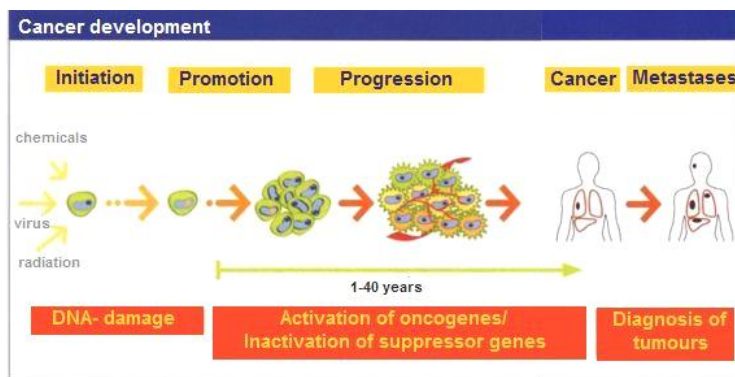 Cancer development
Initiation
Promotion
Progression
Cancer
Metastases
chemicals
virus
radiation
1-40 years
DNA- damage
Activation of oncogenes/
Inactivation of suppressor genes
Diagnosis of
tumours